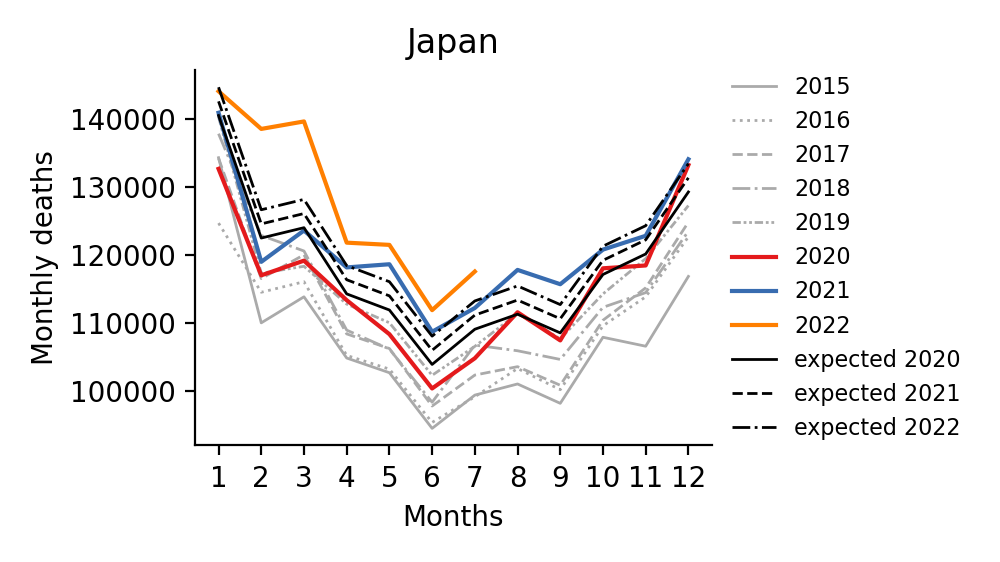 Japan
Monthly deaths
140000
130000
120000
110000
100000
1 2 3 4 5 6 7 8 9 10 11 12
Months
2015
2016
2017
2018
2019
2020
2021
2022
expected 2020
expected 2021
expected 2022